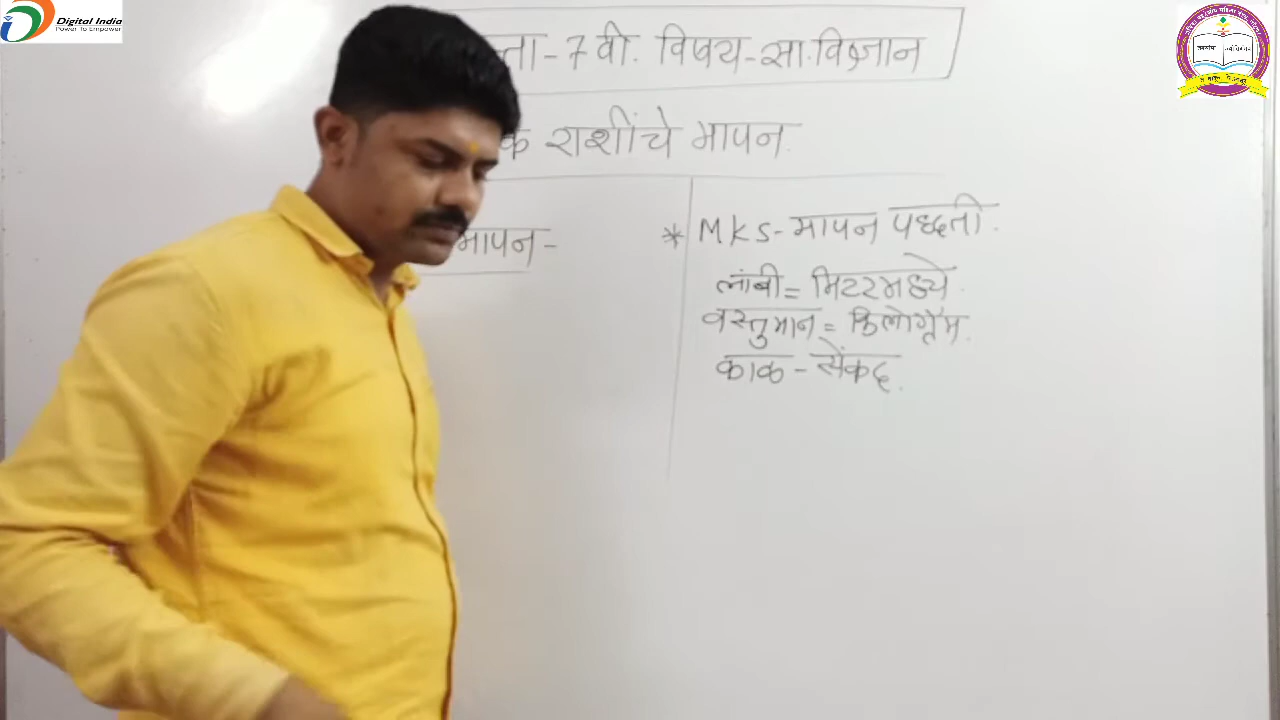 Digital India
Power To Empower
ता-7 वी. विषय-सा.विज्ञान
क राशींचे मापन.
मापन-
* MKS-मापन पध्दती.
लांबी = मिटरमध्ये.
वस्तुमान = किलोग्रॅम.
काळ - सेंकद.